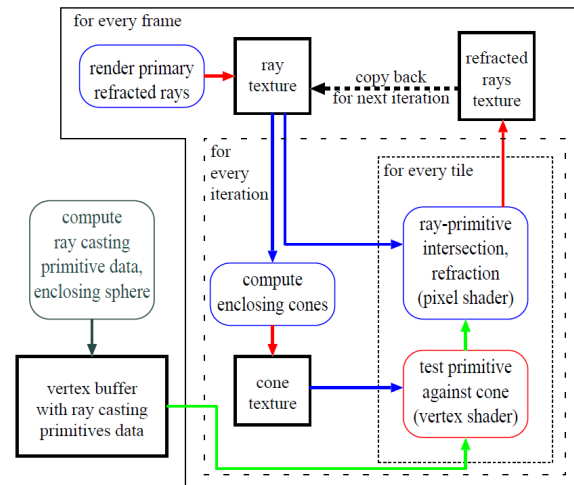 for every frame
render primary
refracted rays
ray
texture
copy back
for next iteration
refracted
rays
texture
for
every
iteration
for every tile
compute
ray casting
primitive data,
enclosing sphere
ray-primitive
intersection,
refraction
(pixel shader)
compute
enclosing cones
vertex buffer
with ray casting
primitives data
cone
texture
test primitive
against cone
(vertex shader)